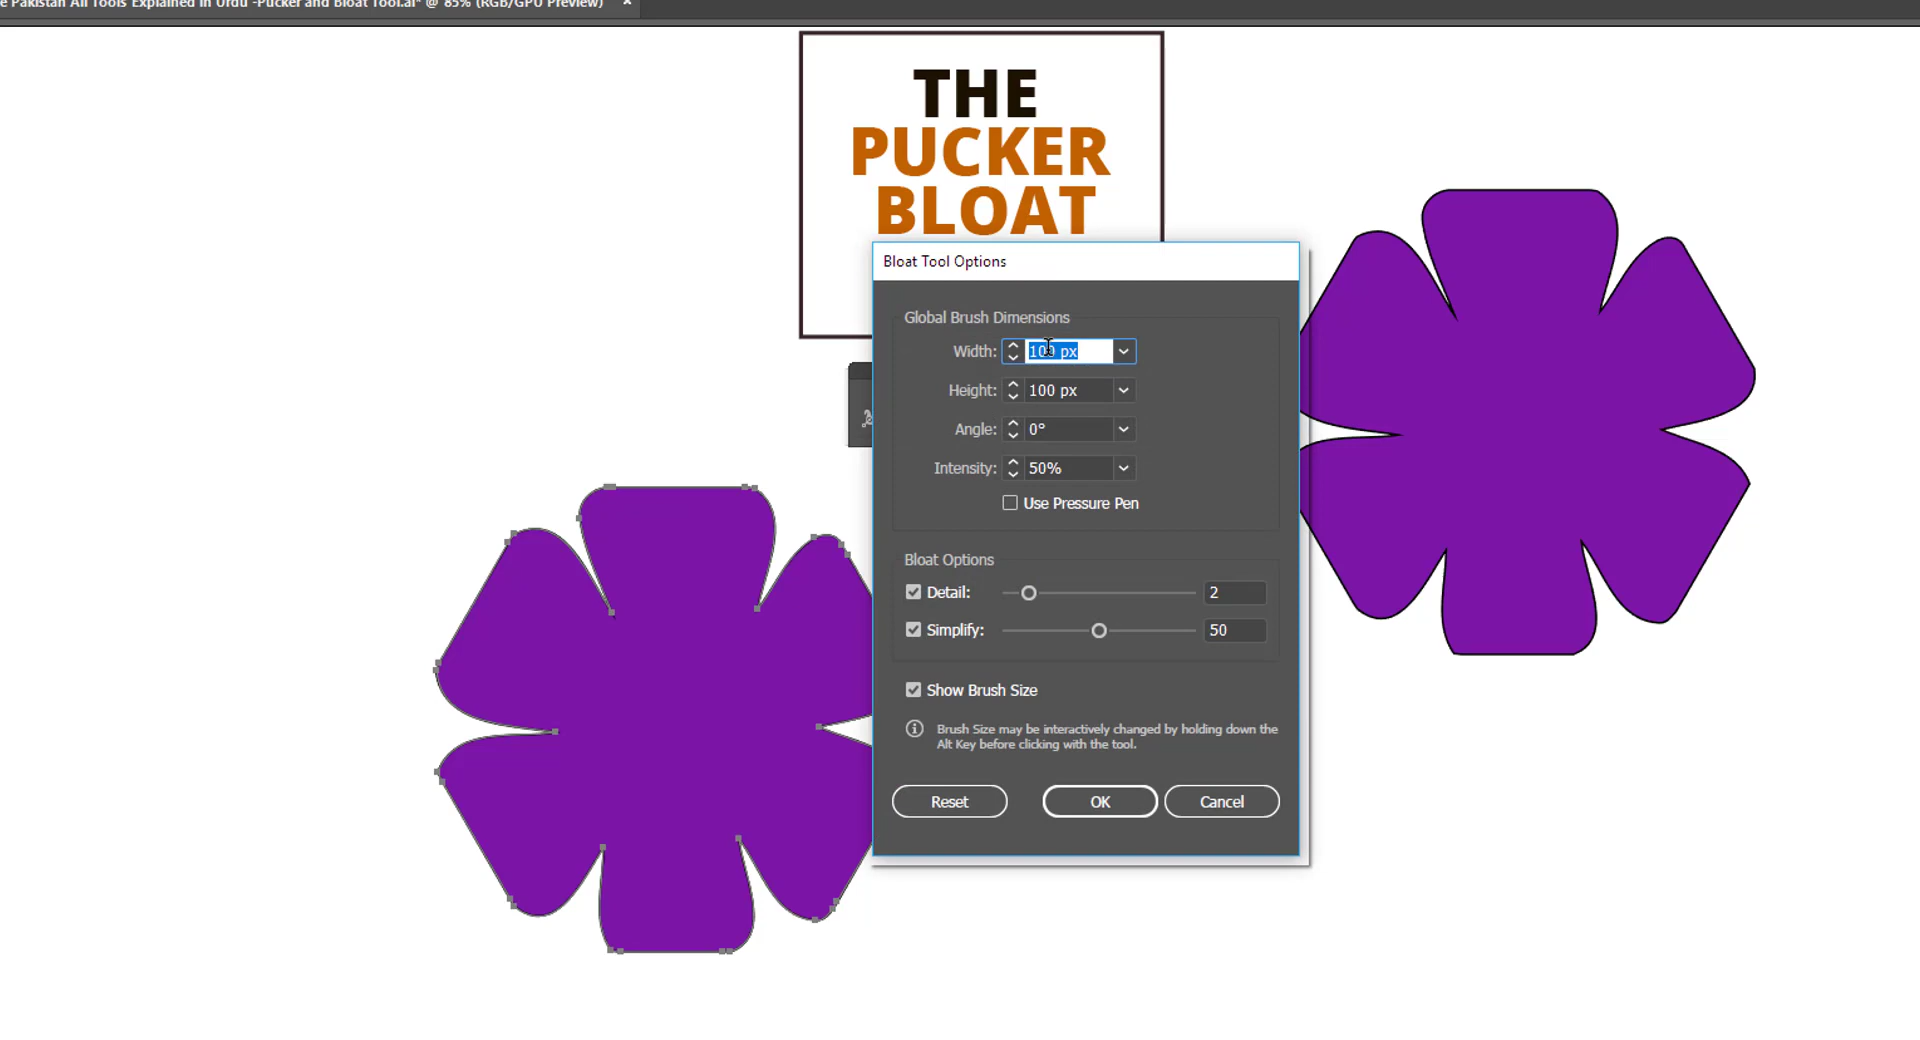 e Pakistan All Tools Explained in Urdu -Pucker and Bloat Tool.ai* @ 85% (RGB/GPU Preview) ×
THE
PUCKER
BLOAT
Bloat Tool Options
Global Brush Dimensions
Width: 100 px
Height: 100 px
Angle: 0°
Intensity: 50%
Use Pressure Pen
Bloat Options
Detail: 2
Simplify: 50
Show Brush Size
Brush Size may be interactively changed by holding down the
Alt Key before clicking with the tool.
Reset OK Cancel